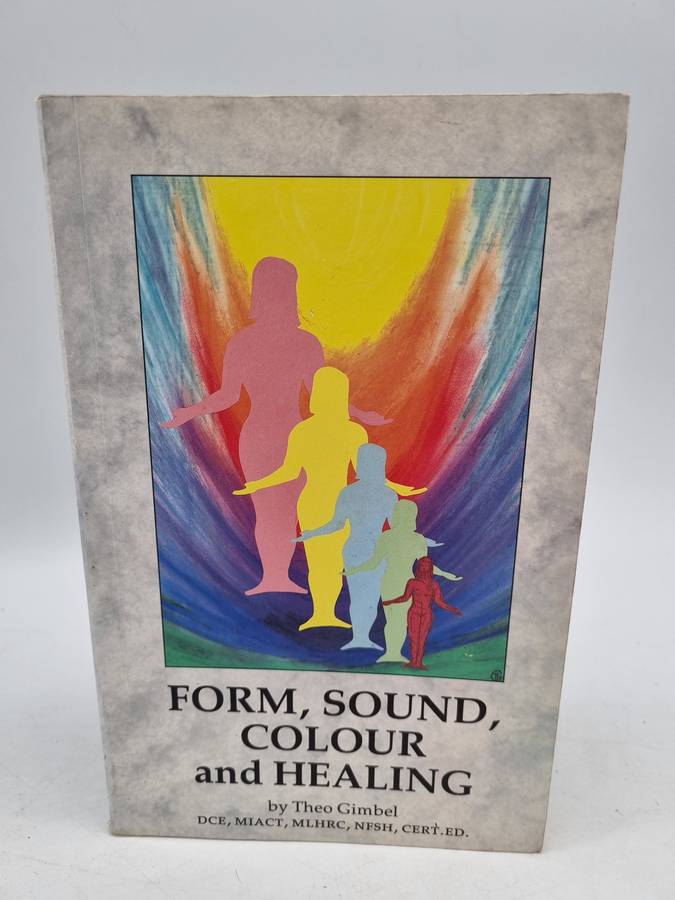 FORM, SOUND,
COLOUR
and HEALING
by Theo Gimbel
DCE, MIACT, MLHRC, NFSH, CERT.ED.